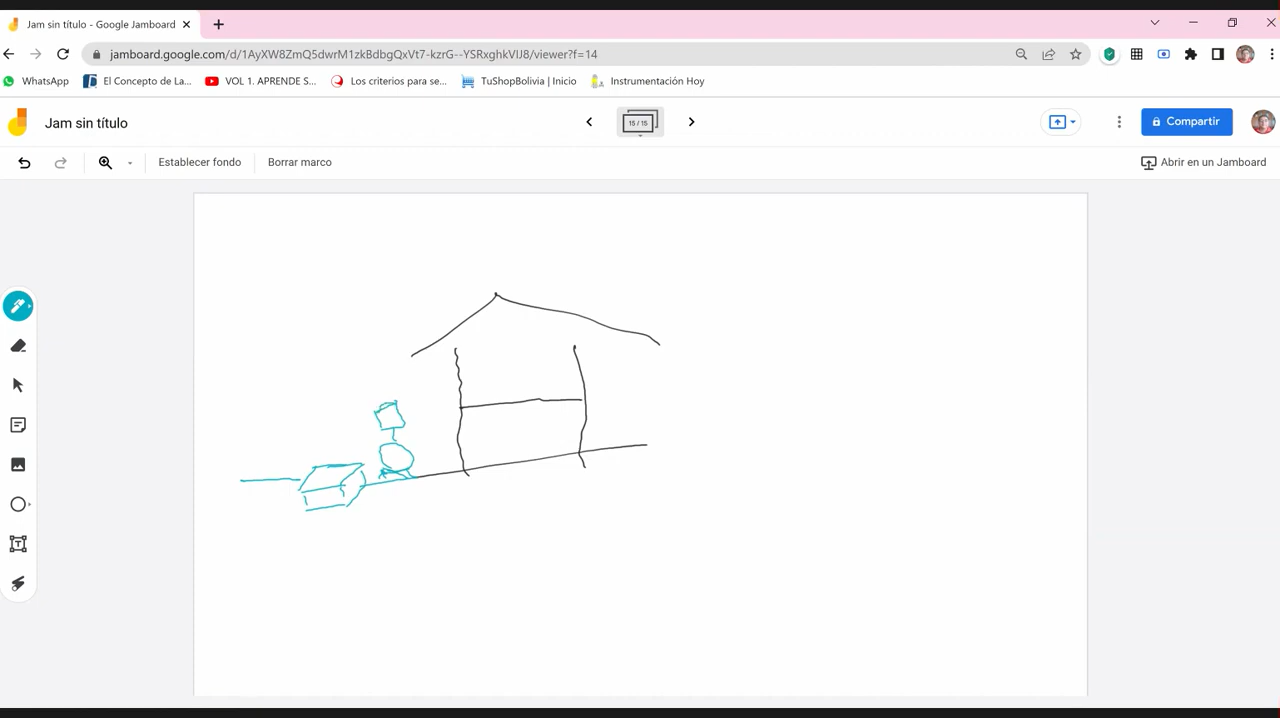 Jam sin título - Google Jamboard
jamboard.google.com/d/1AyXW8ZmQ5dwrM1zkBdbgQxVt7-kzrG--YSRxghkVIJ8/viewer?f=14
WhatsApp El Concepto de La... VOL 1. APRENDE S... Los criterios para se... TuShopBolivia | Inicio Instrumentación Hoy
Jam sin título 15 / 15 Compartir
Establecer fondo Borrar marco Abrir en un Jamboard